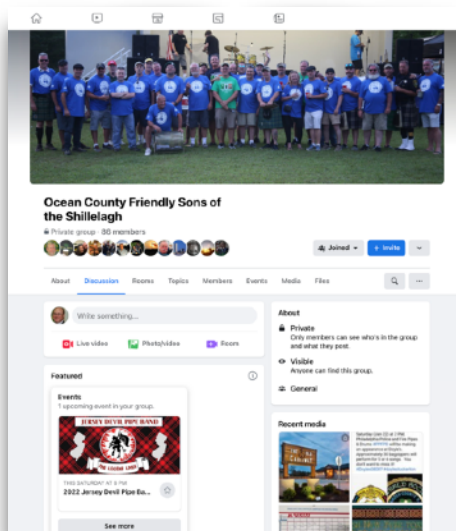 Ocean County Friendly Sons of
the Shillelagh
Private group · 86 members
Joined
+ Invite
About
Discussion
Rooms
Topics
Members
Events
Media
Files
Write something...
Live video
Photo/video
Room
Featured
Events
1 upcoming event in your group.
JERSEY DEVIL PIPE BAND
THIS SATURDAY AT 5 PM
2022 Jersey Devil Pipe Ba...
See more
About
Private
Only members can see who's in the group
and what they post.
Visible
Anyone can find this group.
General
Recent media